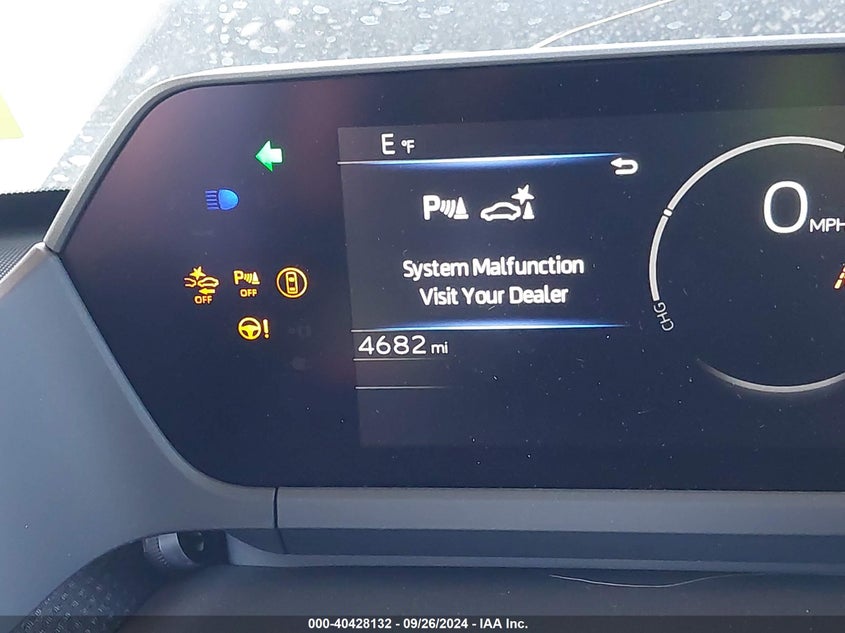 E °F
0 MPH
P
System Malfunction
Visit Your Dealer
OFF
P
OFF
CHG
4682 mi
000-40428132 - 09/26/2024 - IAA Inc.